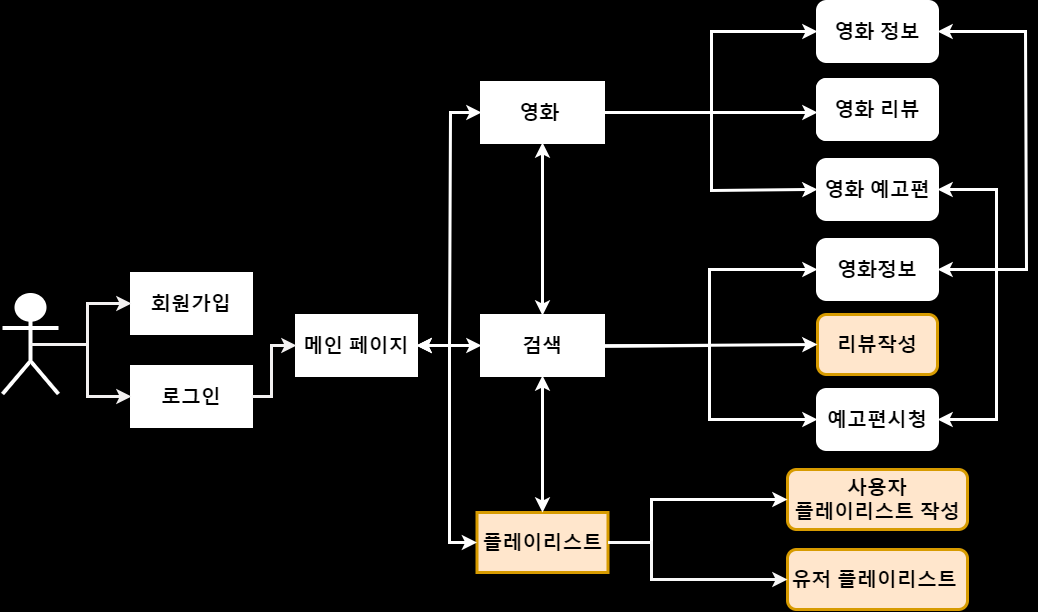 영화 정보
영화 리뷰
영화 예고편
영화
회원가입
로그인
메인 페이지
검색
영화정보
리뷰작성
예고편시청
플레이리스트
사용자
플레이리스트 작성
유저 플레이리스트